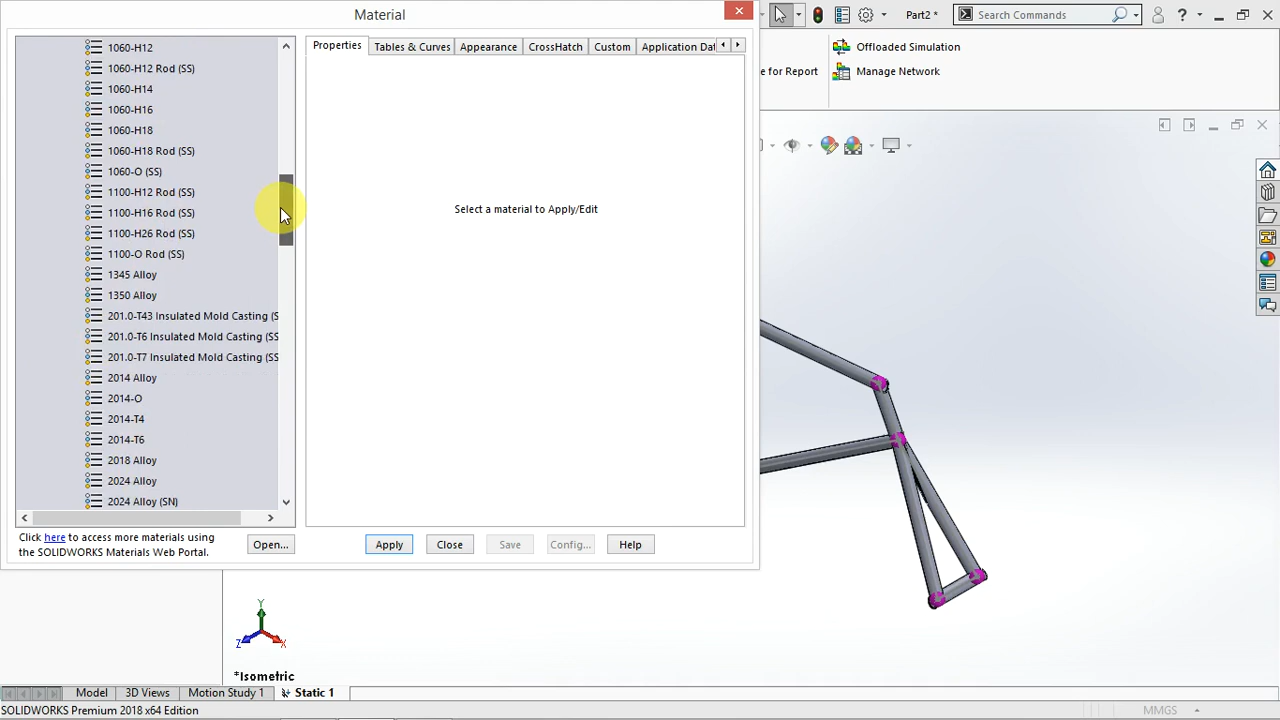 Material
Part2 *
Search Commands
?
Properties
Tables & Curves
Appearance
CrossHatch
Custom
Application Dat
Offloaded Simulation
e for Report
Manage Network
1060-H12
1060-H12 Rod (SS)
1060-H14
1060-H16
1060-H18
1060-H18 Rod (SS)
1060-O (SS)
1100-H12 Rod (SS)
1100-H16 Rod (SS)
1100-H26 Rod (SS)
1100-O Rod (SS)
1345 Alloy
1350 Alloy
201.0-T43 Insulated Mold Casting (S
201.0-T6 Insulated Mold Casting (SS
201.0-T7 Insulated Mold Casting (SS
2014 Alloy
2014-O
2014-T4
2014-T6
2018 Alloy
2024 Alloy
2024 Alloy (SN)
Select a material to Apply/Edit
Click here to access more materials using
the SOLIDWORKS Materials Web Portal.
Open...
Apply
Close
Save
Config...
Help
Y
Z
X
*Isometric
Model
3D Views
Motion Study 1
Static 1
SOLIDWORKS Premium 2018 x64 Edition
MMGS